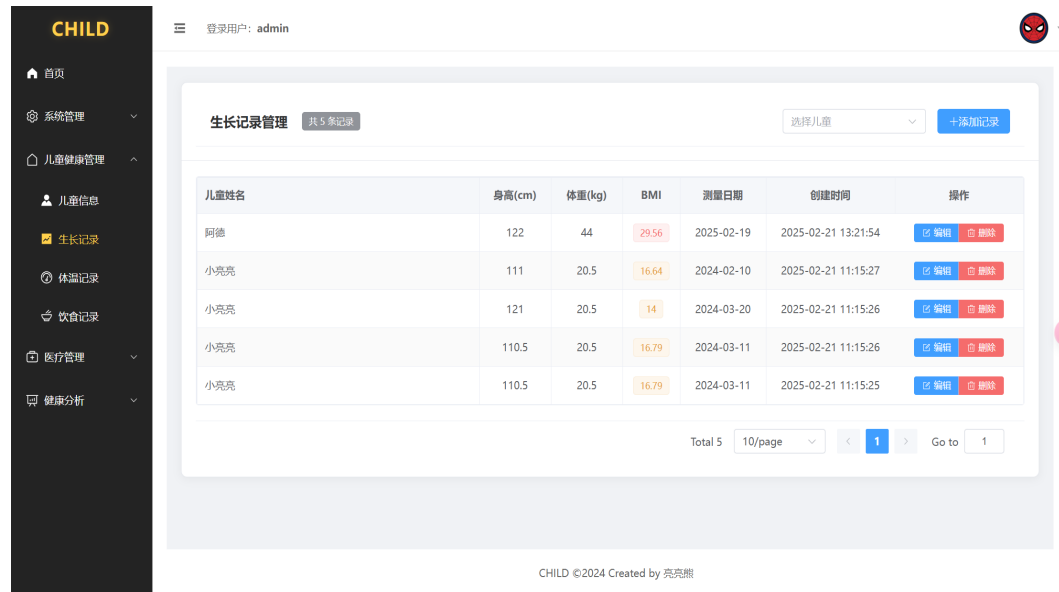 CHILD
登录用户：admin
首页
系统管理
儿童健康管理
儿童信息
生长记录
体温记录
饮食记录
医疗管理
健康分析
生长记录管理 共 5 条记录 选择儿童 +添加记录
儿童姓名 身高(cm) 体重(kg) BMI 测量日期 创建时间 操作
阿德 122 44 29.56 2025-02-19 2025-02-21 13:21:54 编辑 删除
小亮亮 111 20.5 16.64 2024-02-10 2025-02-21 11:15:27 编辑 删除
小亮亮 121 20.5 14 2024-03-20 2025-02-21 11:15:26 编辑 删除
小亮亮 110.5 20.5 16.79 2024-03-11 2025-02-21 11:15:26 编辑 删除
小亮亮 110.5 20.5 16.79 2024-03-11 2025-02-21 11:15:25 编辑 删除
Total 5 10/page 1 Go to 1
CHILD ©2024 Created by 亮亮熊